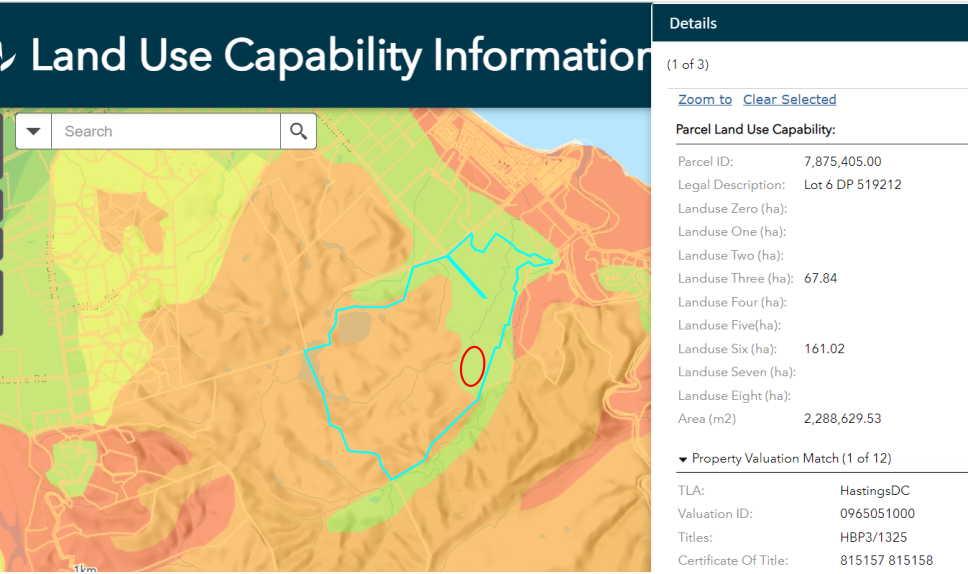 Land Use Capability Information
Search
1km
Details
(1 of 3)
Zoom to Clear Selected
Parcel Land Use Capability:
Parcel ID: 7,875,405.00
Legal Description: Lot 6 DP 519212
Landuse Zero (ha):
Landuse One (ha):
Landuse Two (ha):
Landuse Three (ha): 67.84
Landuse Four (ha):
Landuse Five(ha):
Landuse Six (ha): 161.02
Landuse Seven (ha):
Landuse Eight (ha):
Area (m2) 2,288,629.53
Property Valuation Match (1 of 12)
TLA: HastingsDC
Valuation ID: 0965051000
Titles: HBP3/1325
Certificate Of Title: 815157 815158